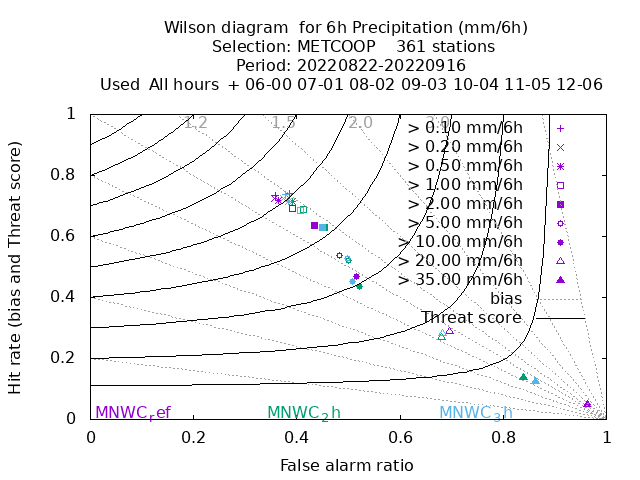 Wilson diagram  for 6h Precipitation (mm/6h)
Selection: METCOOP    361 stations
Period: 20220822-20220916
Used  All hours  + 06-00 07-01 08-02 09-03 10-04 11-05 12-06
Hit rate (bias and Threat score)
1
0.8
0.6
0.4
0.2
0
1.2
1.5
2.0
3.0
> 0.10 mm/6h
> 0.20 mm/6h
> 0.50 mm/6h
> 1.00 mm/6h
> 2.00 mm/6h
> 5.00 mm/6h
> 10.00 mm/6h
> 20.00 mm/6h
> 35.00 mm/6h
bias
Threat score
MNWC_ref MNWC_2h MNWC_3h
0 0.2 0.4 0.6 0.8 1
False alarm ratio